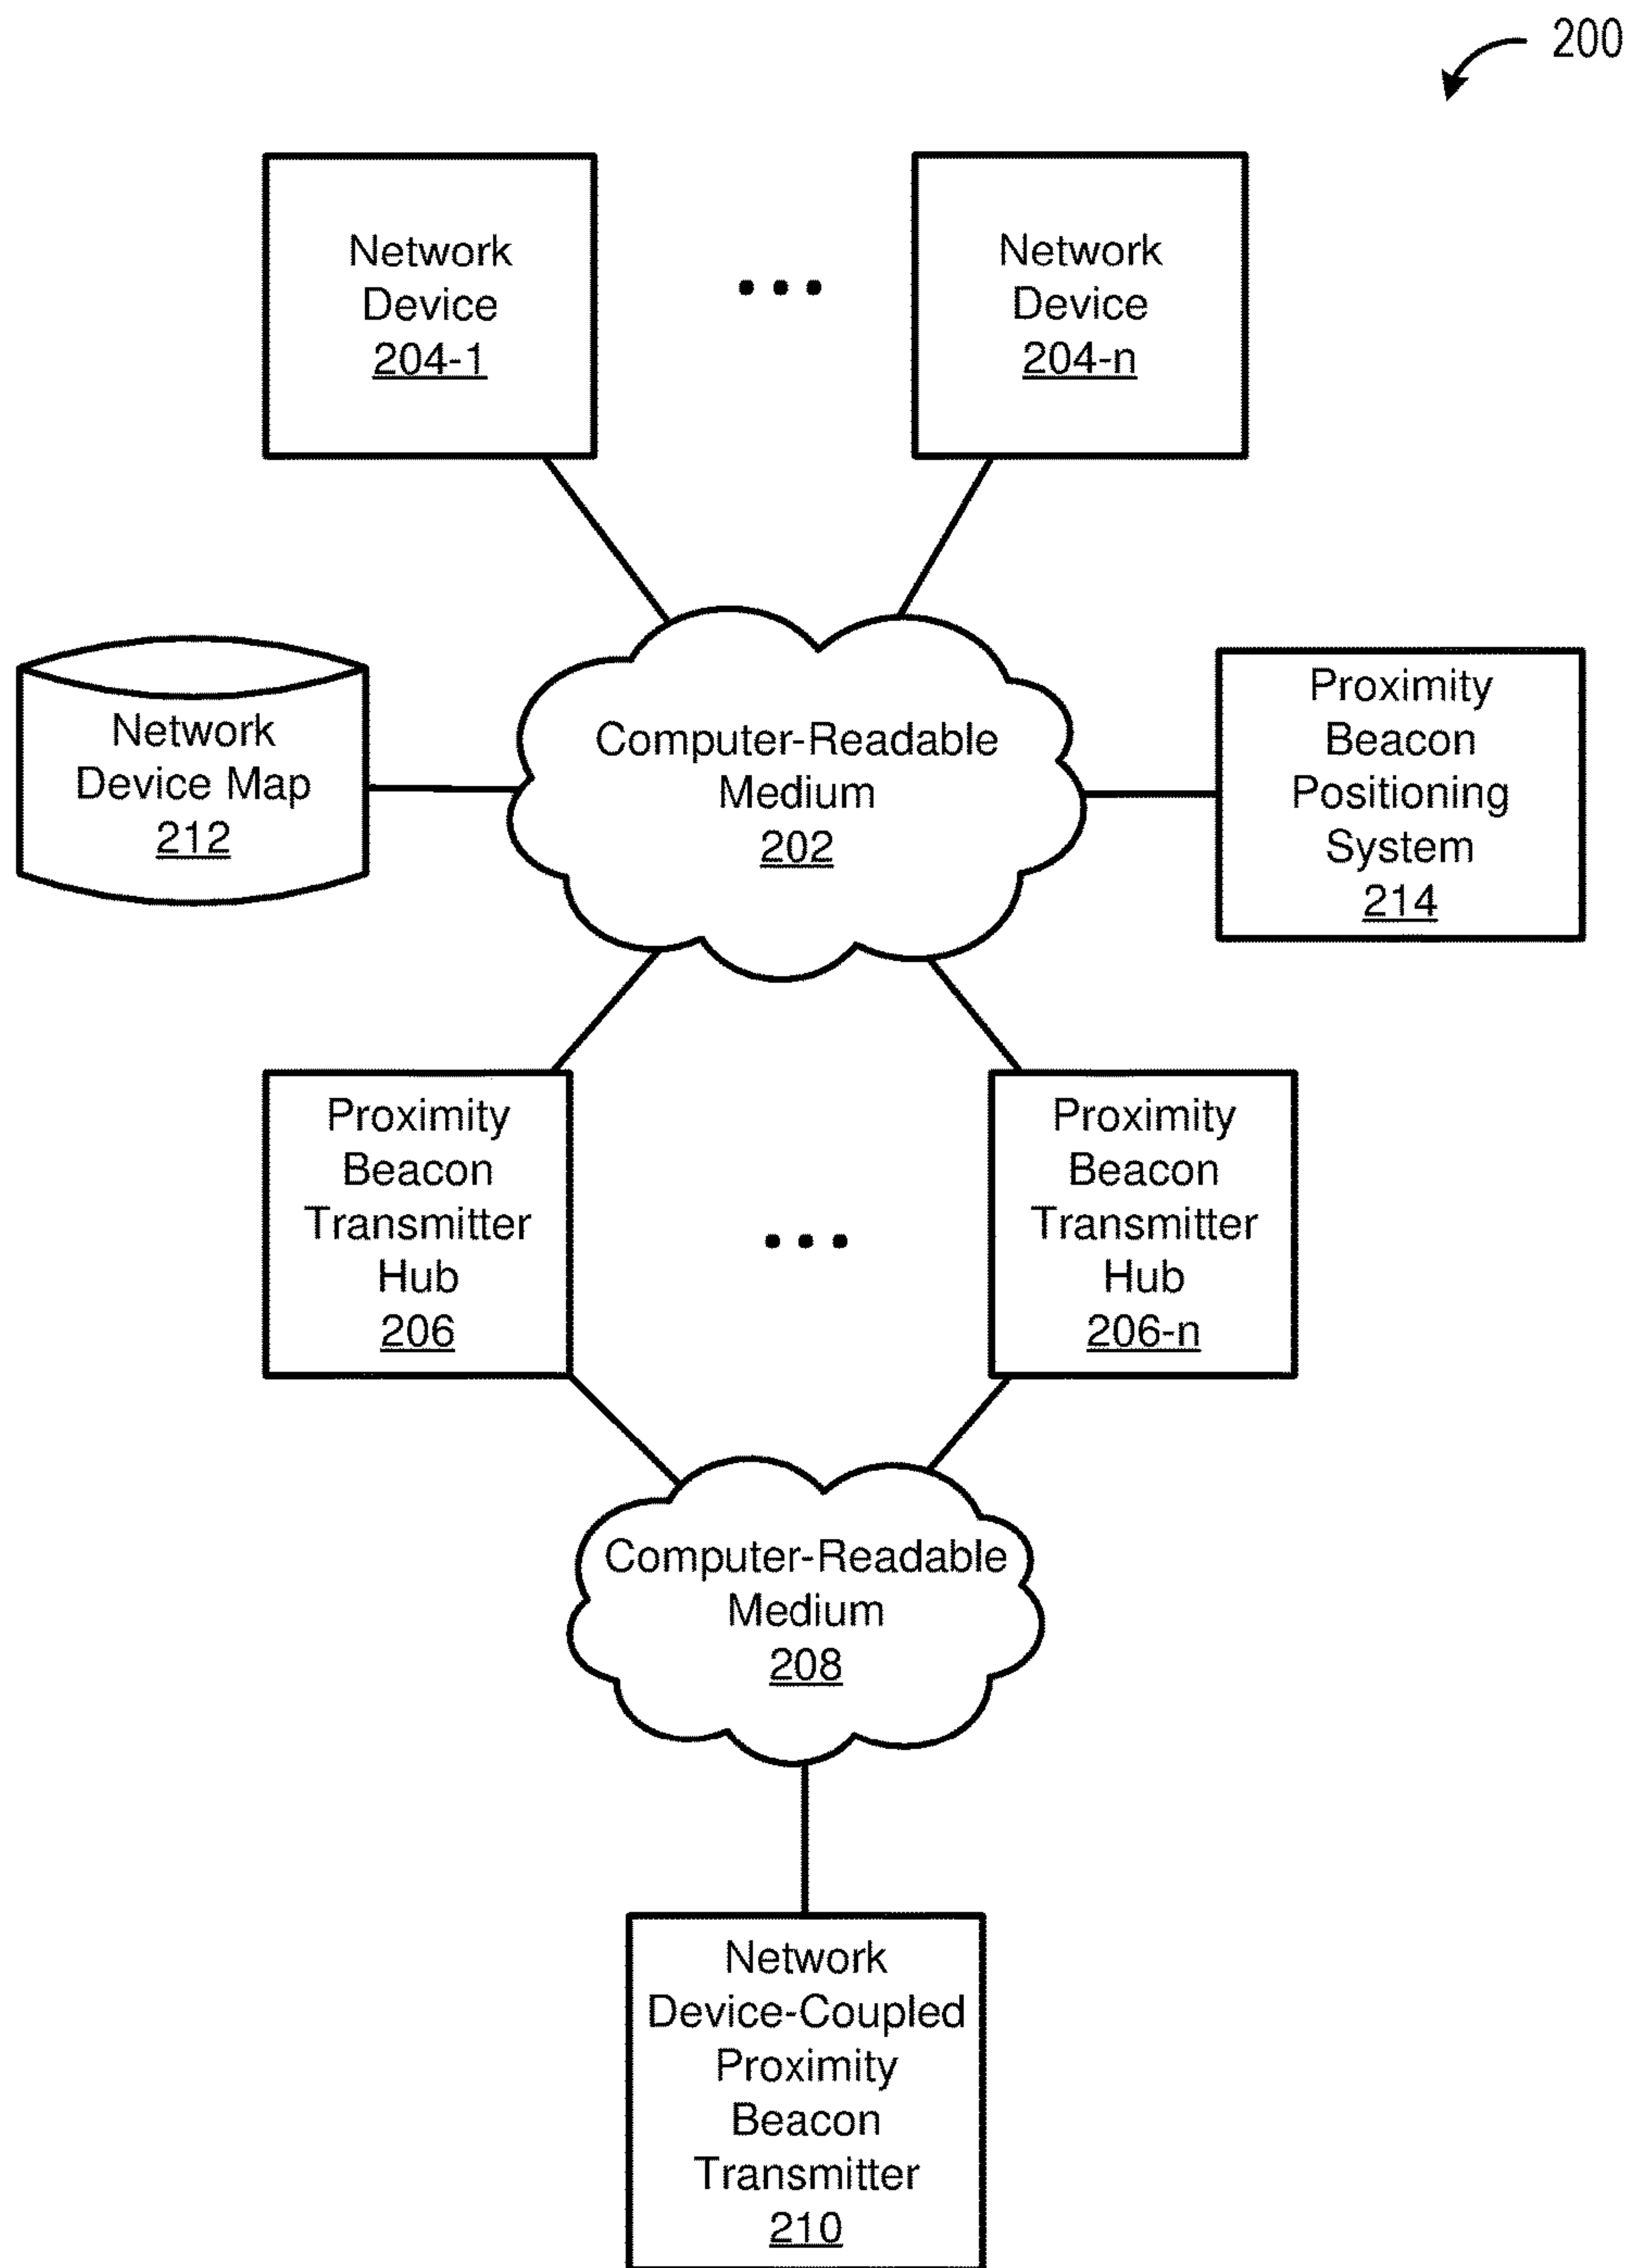 200
Network
Device
204-1
...
Network
Device
204-n
Network
Device Map
212
Computer-Readable
Medium
202
Proximity
Beacon
Positioning
System
214
Proximity
Beacon
Transmitter
Hub
206
...
Proximity
Beacon
Transmitter
Hub
206-n
Computer-Readable
Medium
208
Network
Device-Coupled
Proximity
Beacon
Transmitter
210